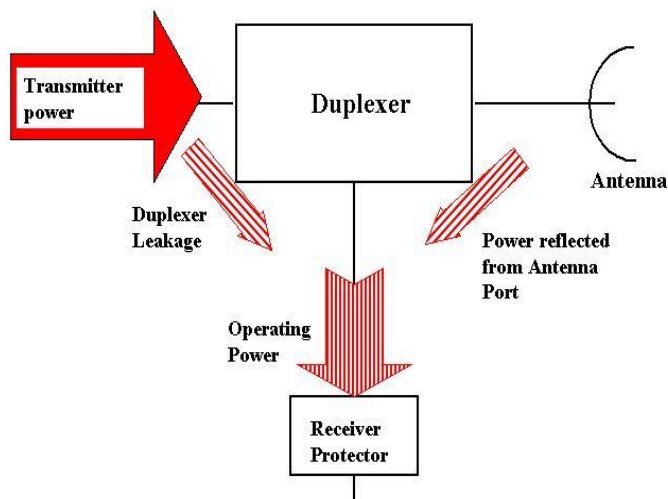 Transmitter
power
Duplexer
Antenna
Duplexer
Leakage
Power reflected
from Antenna
Port
Operating
Power
Receiver
Protector